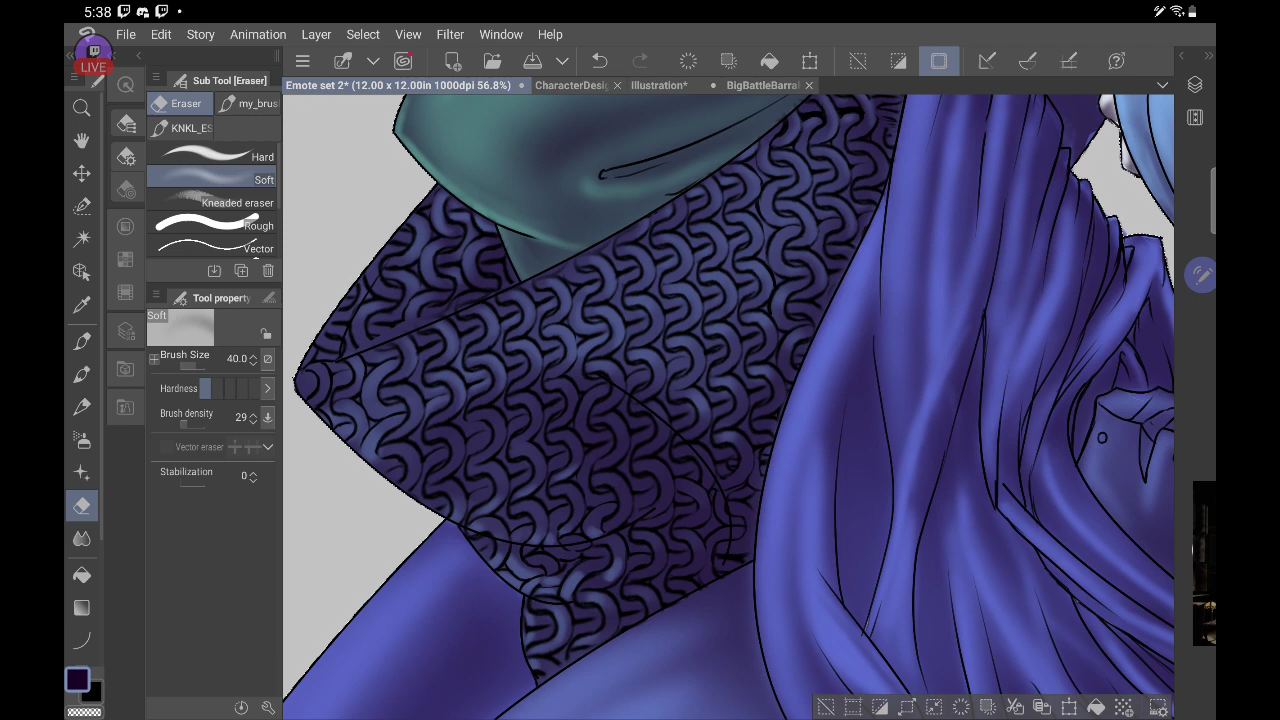 5:38
LIVE
File Edit Story Animation Layer Select View Filter Window Help
Sub Tool [Eraser]
Emote set 2* (12.00 x 12.00in 1000dpi 56.8%) CharacterDesi Illustration* BigBattleBarral
Eraser my_brus
KNKL_ES
Hard
Soft
Kneaded eraser
Rough
Vector
Tool property
Soft
Brush Size 40.0
Hardness
Brush density 29
Vector eraser
Stabilization 0